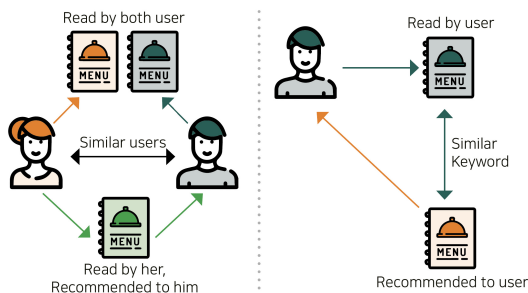 Read by both user
MENU
MENU
Similar users
MENU
Read by her,
Recommended to him
Read by user
MENU
Similar
Keyword
MENU
Recommended to user